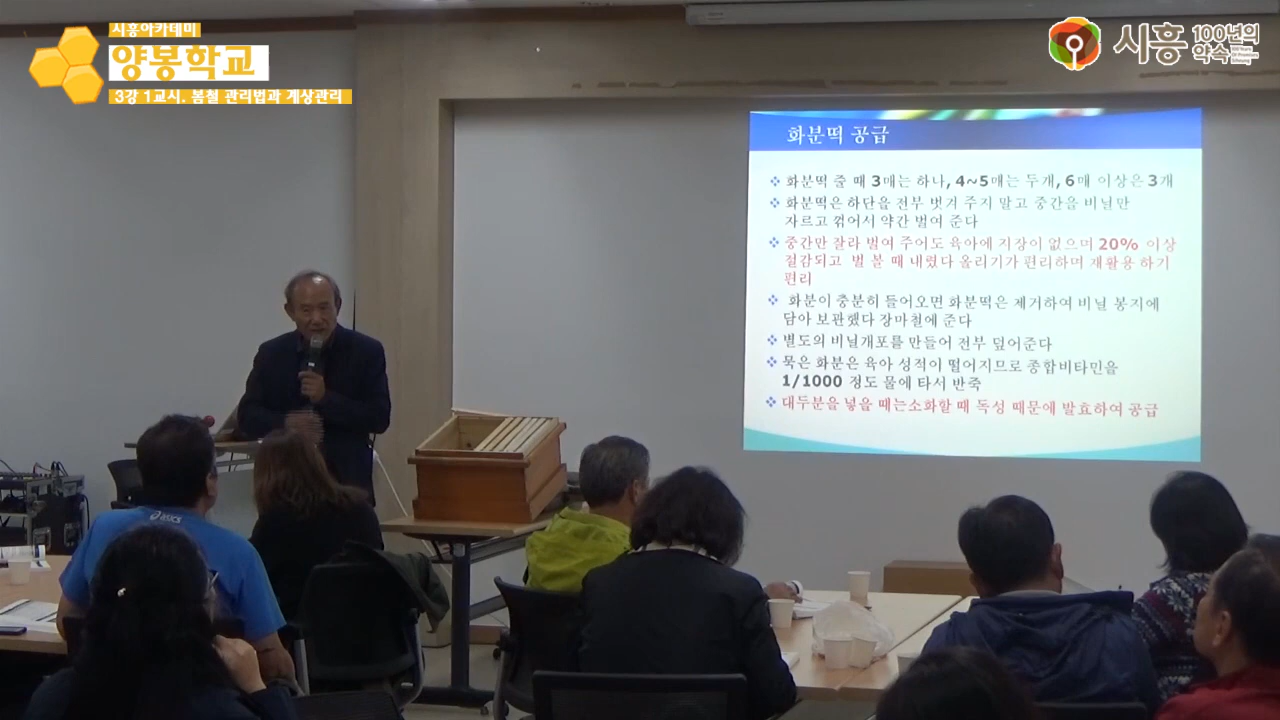 시흥아카데미
양봉학교
3강 1교시. 봄철 관리법과 계상관리
시흥 100년의 약속
화분떡 공급
화분떡 줄 때 3매는 하나, 4~5매는 두개, 6매 이상은 3개
화분떡은 하단을 전부 벗겨 주지 말고 중간을 비닐만
자르고 꺾어서 약간 벌여 준다
중간만 잘라 벌여 주어도 육아에 지장이 없으며 20% 이상
절감되고 벌 볼 때 내렸다 올리기가 편리하며 재활용 하기
편리
화분이 충분히 들어오면 화분떡은 제거하여 비닐 봉지에
담아 보관했다 장마철에 준다
별도의 비닐개포를 만들어 전부 덮어준다
묵은 화분은 육아 성적이 떨어지므로 종합비타민을
1/1000 정도 물에 타서 반죽
대두분을 넣을 때는소화할 때 독성 때문에 발효하여 공급
asics